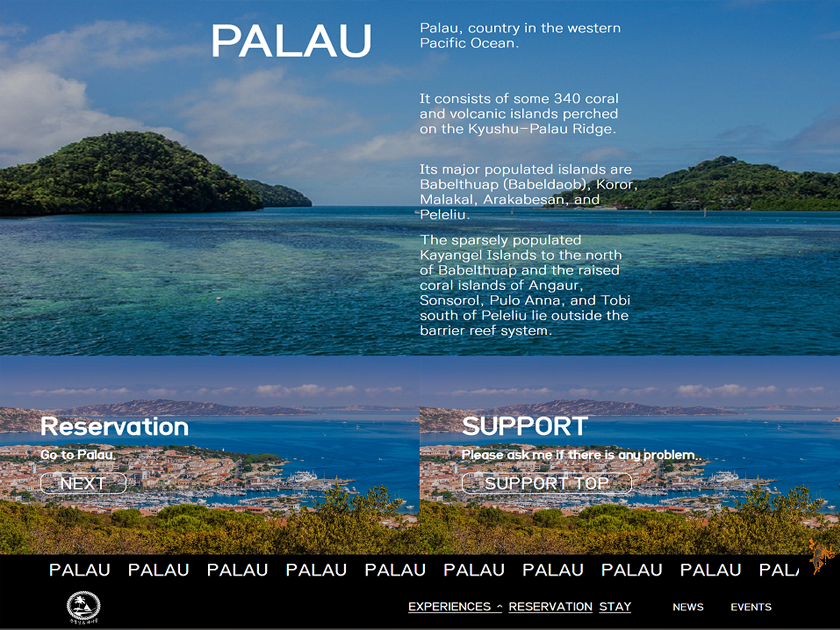 PALAU
Palau, country in the western
Pacific Ocean.
It consists of some 340 coral
and volcanic islands perched
on the Kyushu-Palau Ridge.
Its major populated islands are
Babelthuap (Babeldaob), Koror,
Malakal, Arakabesan, and
Peleliu.
The sparsely populated
Kayangel Islands to the north
of Babelthuap and the raised
coral islands of Angaur,
Sonsorol, Pulo Anna, and Tobi
south of Peleliu lie outside the
barrier reef system.
Reservation
Go to Palau.
NEXT
SUPPORT
Please ask me if there is any problem..
SUPPORT TOP
PALAU PALAU PALAU PALAU PALAU PALAU PALAU PALAU PALAU PALA
EXPERIENCES ^ RESERVATION STAY NEWS EVENTS